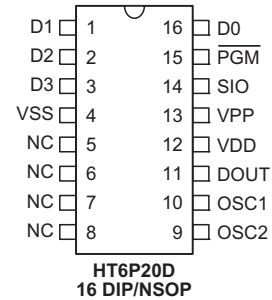 D1 1 16 D0
D2 2 15 PGM
D3 3 14 SIO
VSS 4 13 VPP
NC 5 12 VDD
NC 6 11 DOUT
NC 7 10 OSC1
NC 8 9 OSC2
HT6P20D
16 DIP/NSOP